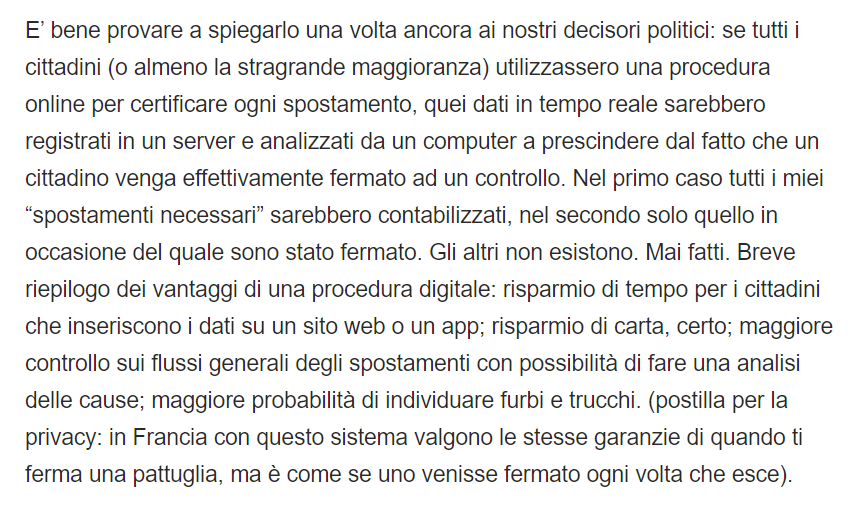 E’ bene provare a spiegarlo una volta ancora ai nostri decisori politici: se tutti i
cittadini (o almeno la stragrande maggioranza) utilizzassero una procedura
online per certificare ogni spostamento, quei dati in tempo reale sarebbero
registrati in un server e analizzati da un computer a prescindere dal fatto che un
cittadino venga effettivamente fermato ad un controllo. Nel primo caso tutti i miei
“spostamenti necessari” sarebbero contabilizzati, nel secondo solo quello in
occasione del quale sono stato fermato. Gli altri non esistono. Mai fatti. Breve
riepilogo dei vantaggi di una procedura digitale: risparmio di tempo per i cittadini
che inseriscono i dati su un sito web o un app; risparmio di carta, certo; maggiore
controllo sui flussi generali degli spostamenti con possibilità di fare una analisi
delle cause; maggiore probabilità di individuare furbi e trucchi. (postilla per la
privacy: in Francia con questo sistema valgono le stesse garanzie di quando ti
ferma una pattuglia, ma è come se uno venisse fermato ogni volta che esce).